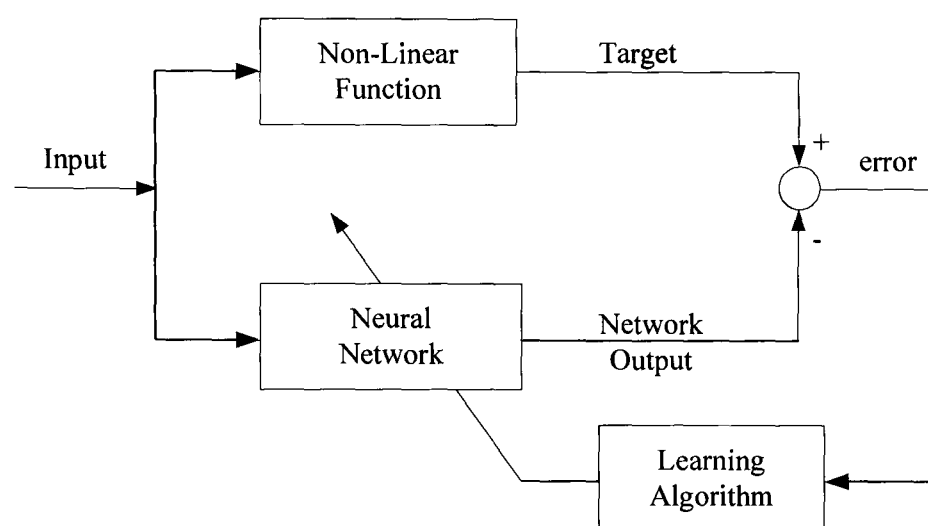 Non-Linear
Function
Target
+
Input
error
-
Neural
Network
Network
Output
Learning
Algorithm